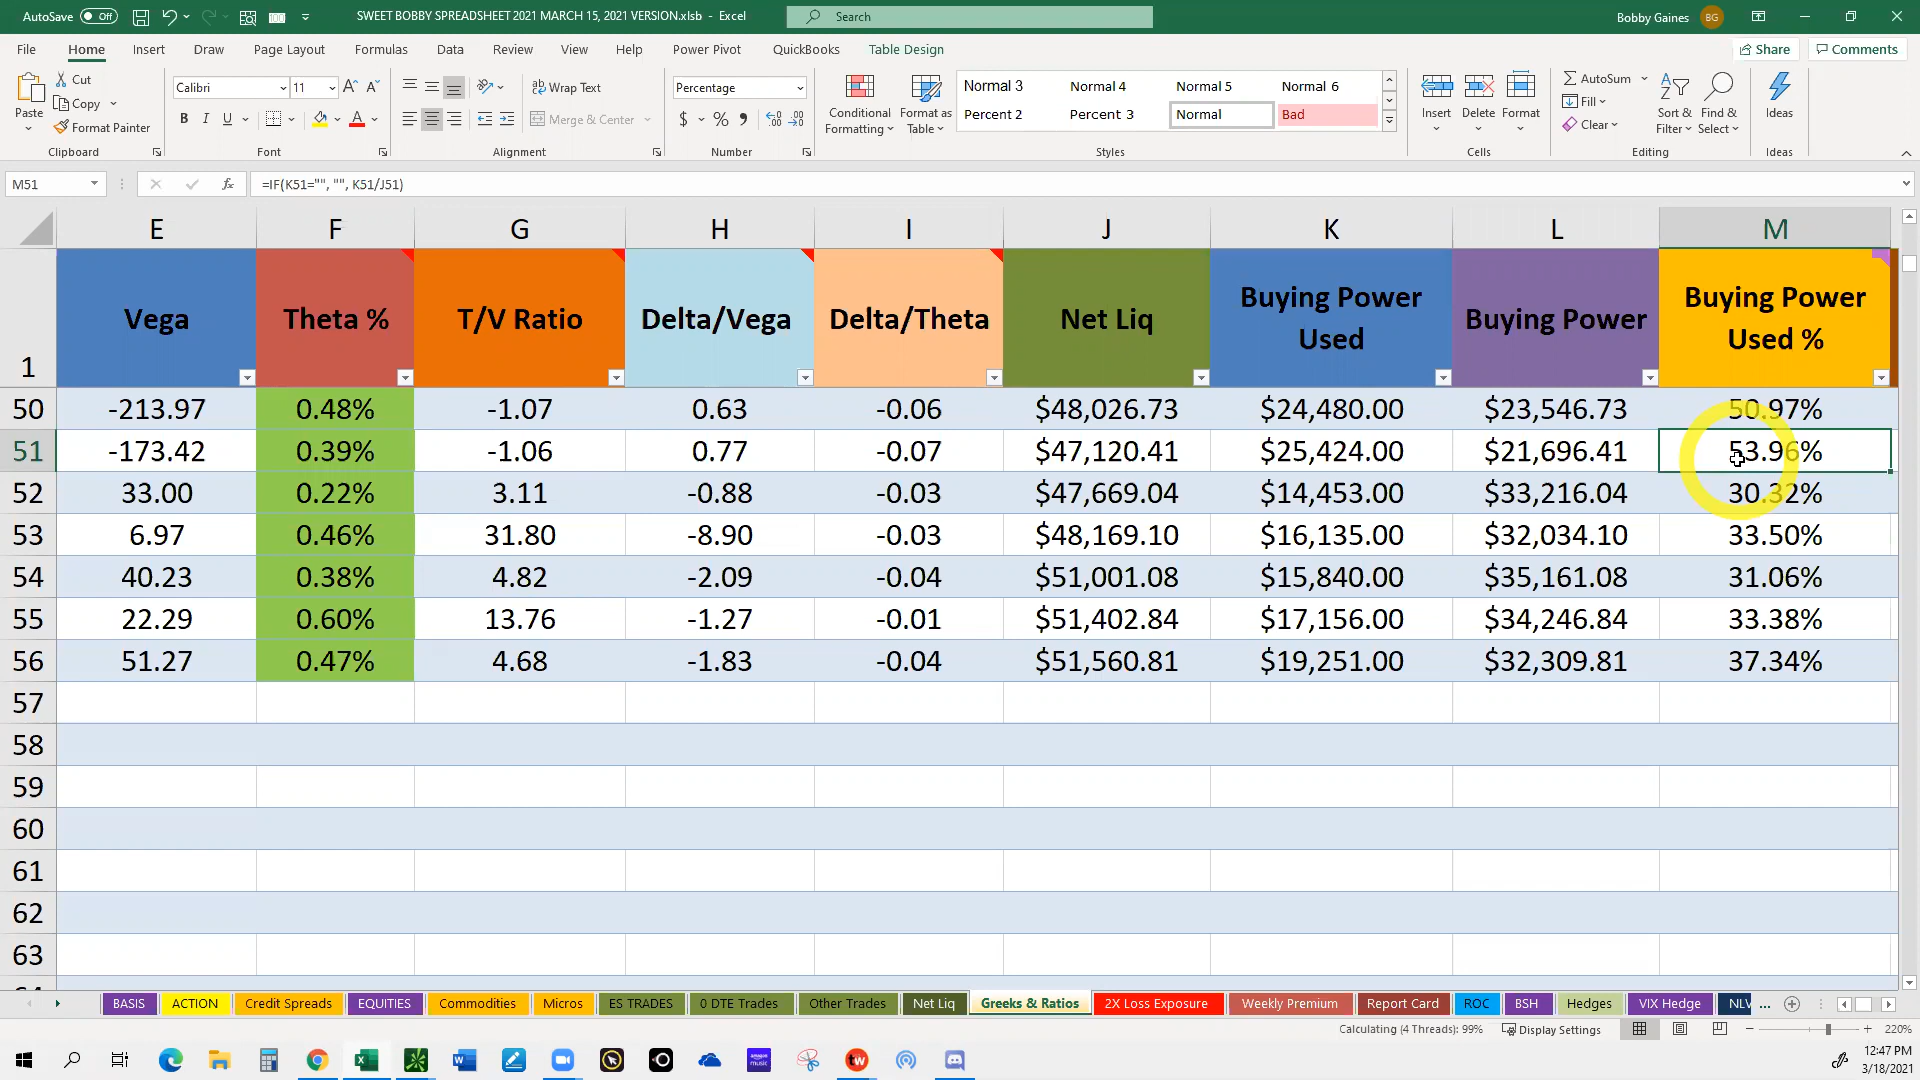 AutoSave Off SWEET BOBBY SPREADSHEET 2021 MARCH 15, 2021 VERSION.xlsb - Excel Search Bobby Gaines BG
File Home Insert Draw Page Layout Formulas Data Review View Help Power Pivot QuickBooks Table Design Share Comments
Paste Cut Copy Format Painter Clipboard
Calibri 11 B I U A Font
Wrap Text Merge & Center Alignment
Percentage $ % 9 Number
Conditional Formatting Format as Table
Normal 3 Normal 4 Normal 5 Normal 6
Percent 2 Percent 3 Normal Bad
Styles
Insert Delete Format Cells
AutoSum Fill Clear Sort & Filter Find & Select Editing
Ideas Ideas
M51 fx =IF(K51="", "", K51/J51)
E F G H I J K L M
1 Vega Theta % T/V Ratio Delta/Vega Delta/Theta Net Liq Buying Power Used Buying Power Buying Power Used %
50 -213.97 0.48% -1.07 0.63 -0.06 $48,026.73 $24,480.00 $23,546.73 50.97%
51 -173.42 0.39% -1.06 0.77 -0.07 $47,120.41 $25,424.00 $21,696.41 53.96%
52 33.00 0.22% 3.11 -0.88 -0.03 $47,669.04 $14,453.00 $33,216.04 30.32%
53 6.97 0.46% 31.80 -8.90 -0.03 $48,169.10 $16,135.00 $32,034.10 33.50%
54 40.23 0.38% 4.82 -2.09 -0.04 $51,001.08 $15,840.00 $35,161.08 31.06%
55 22.29 0.60% 13.76 -1.27 -0.01 $51,402.84 $17,156.00 $34,246.84 33.38%
56 51.27 0.47% 4.68 -1.83 -0.04 $51,560.81 $19,251.00 $32,309.81 37.34%
57
58
59
60
61
62
63
BASIS ACTION Credit Spreads EQUITIES Commodities Micros ES TRADES 0 DTE Trades Other Trades Net Liq Greeks & Ratios 2X Loss Exposure Weekly Premium Report Card ROC BSH Hedges VIX Hedge NLV ...
Calculating (4 Threads): 99% Display Settings 220%
12:47 PM
3/18/2021